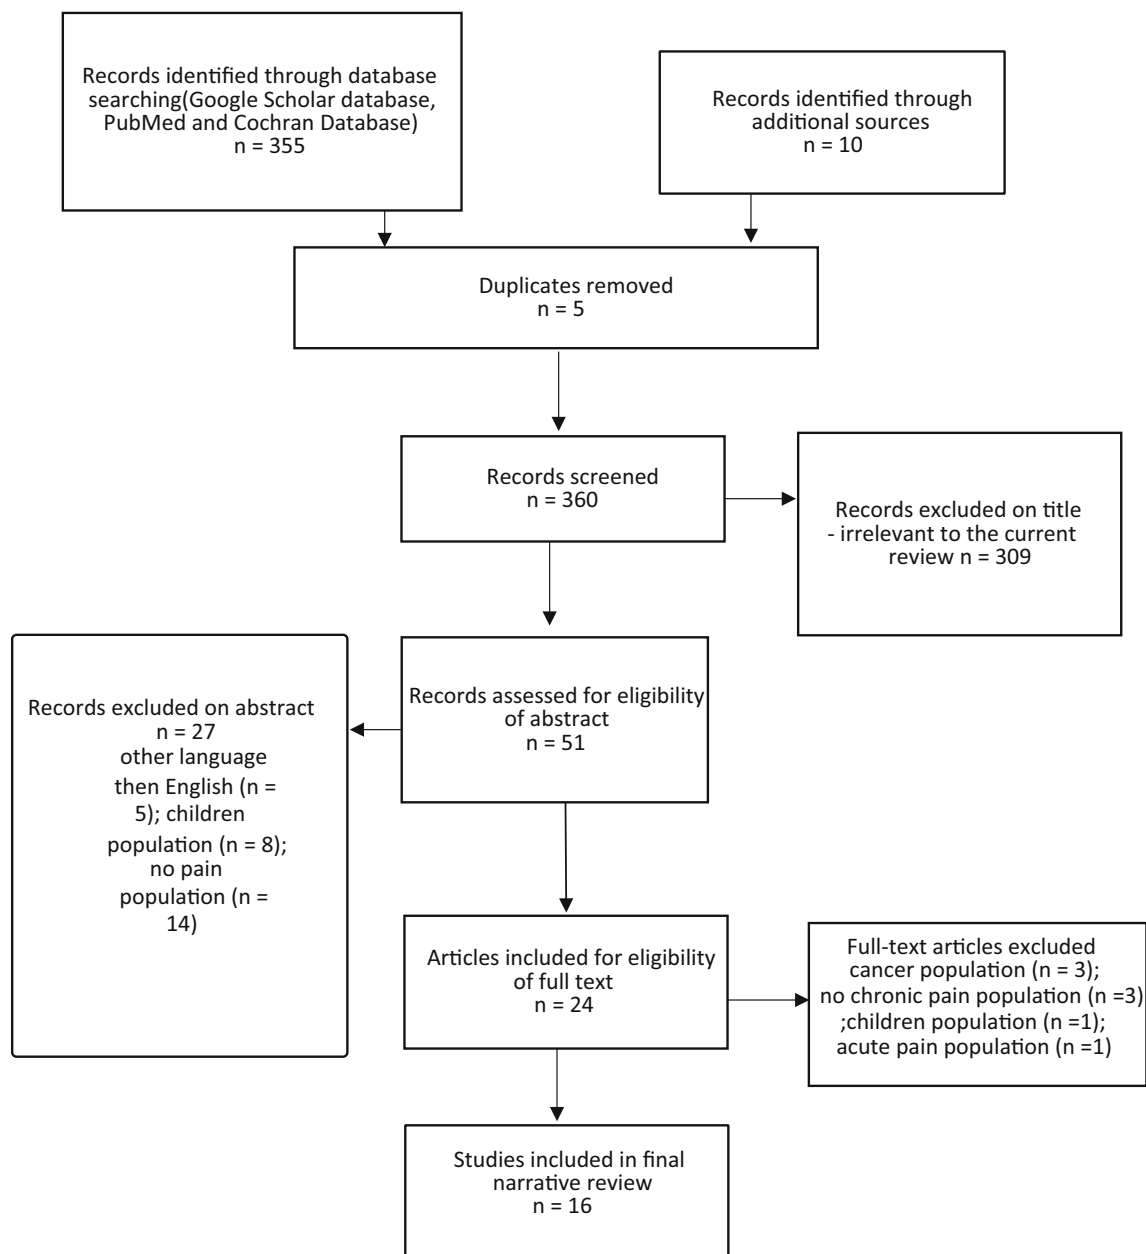 Records identified through database
searching(Google Scholar database,
PubMed and Cochran Database)
n = 355
Records identified through
additional sources
n = 10
Duplicates removed
n = 5
Records screened
n = 360
Records excluded on title
- irrelevant to the current
review n = 309
Records assessed for eligibility
of abstract
n = 51
Records excluded on abstract
n = 27
other language
then English (n =
5); children
population (n = 8);
no pain
population (n =
14)
Articles included for eligibility
of full text
n = 24
Full-text articles excluded
cancer population (n = 3);
no chronic pain population (n =3)
;children population (n =1);
acute pain population (n =1)
Studies included in final
narrative review
n = 16